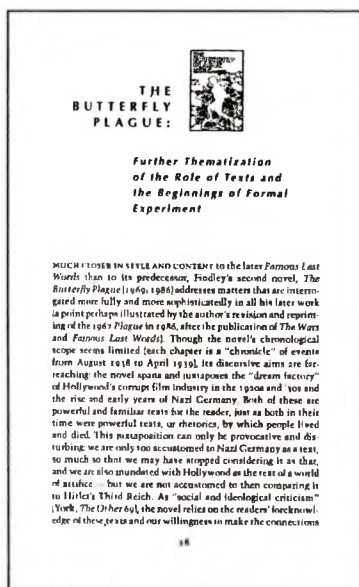 THE
BUTTERFLY
PLAGUE:
Further Thematization
of the Role of Texts and
the Beginnings of Formal
Experiment
MUCH CLOSER IN STYLE AND CONTENT to the later Famous Last
Words than to its predecessor, Findley's second novel, The
Butterfly Plague [1969; 1986] addresses matters that are interro-
gated more fully and more sophisticatedly in all his later work
(a point perhaps illustrated by the author's revision and reprint-
ing of the 1967 Plague in 1986, after the publication of The Wars
and Famous Last Words). Though the novel's chronological
scope seems limited (each chapter is a "chronicle" of events
from August 1938 to April 1939), its discursive aims are far-
reaching: the novel spans and juxtaposes the "dream factory"
of Hollywood's corrupt film industry in the 1920s and '30s and
the rise and early years of Nazi Germany. Both of these are
powerful and familiar texts for the reader, just as both in their
time were powerful texts, or rhetorics, by which people lived
and died. This juxtaposition can only be provocative and dis-
turbing: we are only too accustomed to Nazi Germany as a text,
so much so that we may have stopped considering it as that,
and we are also inundated with Hollywood as the text of a world
of artifice — but we are not accustomed to then comparing it
to Hitler's Third Reich. As "social and ideological criticism"
(York, The Other 69), the novel relies on the readers' foreknowl-
edge of these texts and our willingness to make the connections